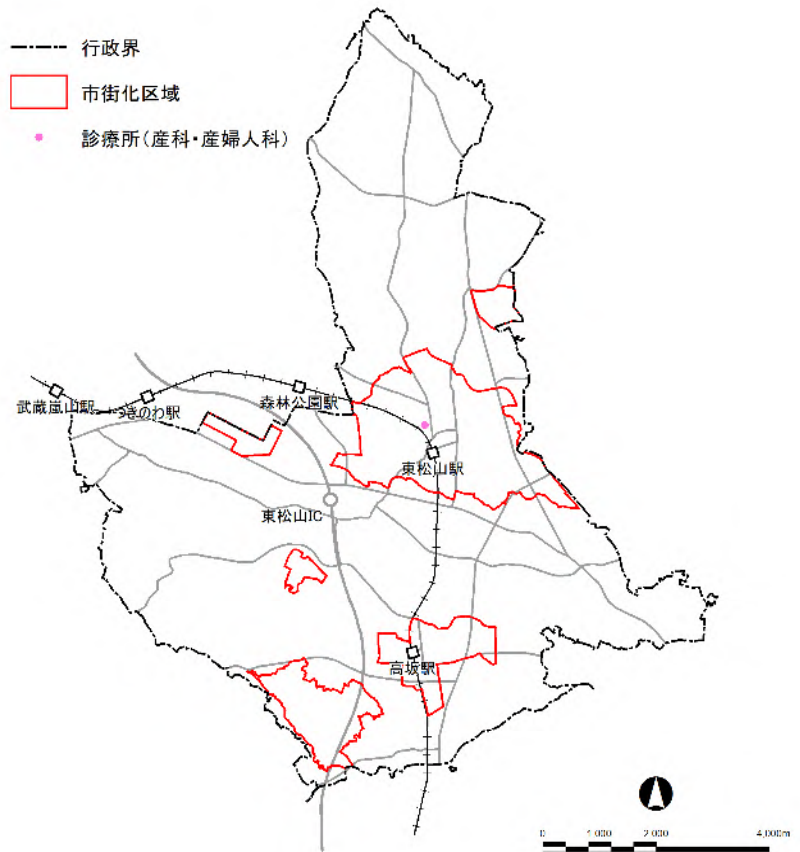 行政界
市街化区域
診療所(産科・産婦人科)
武蔵嵐山駅
つきのわ駅
森林公園駅
東松山駅
東松山IC
高坂駅
0 1,000 2,000 4,000m